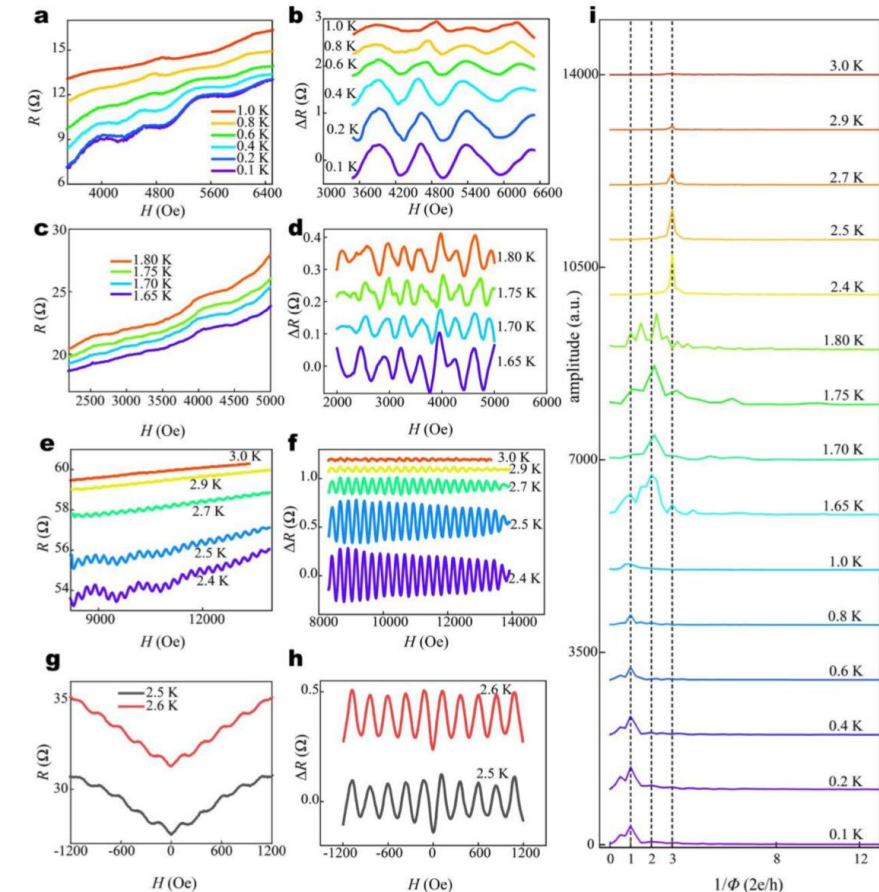 a
15
12
9
6
R (Ω)
1.0 K
0.8 K
0.6 K
0.4 K
0.2 K
0.1 K
4000 4800 5600 6400
H (Oe)
b
3
2
1
0
ΔR (Ω)
1.0 K
0.8 K
0.6 K
0.4 K
0.2 K
0.1 K
3000 3600 4200 4800 5400 6000 6600
H (Oe)
c
30
25
20
R (Ω)
1.80 K
1.75 K
1.70 K
1.65 K
2500 3000 3500 4000 4500 5000
H (Oe)
d
0.4
0.3
0.2
0.1
0.0
ΔR (Ω)
1.80 K
1.75 K
1.70 K
1.65 K
2000 3000 4000 5000 6000
H (Oe)
e
60
58
56
54
R (Ω)
3.0 K
2.9 K
2.7 K
2.5 K
2.4 K
9000 12000
H (Oe)
f
1.0
0.5
0.0
ΔR (Ω)
3.0 K
2.9 K
2.7 K
2.5 K
2.4 K
8000 10000 12000 14000
H (Oe)
g
35
30
R (Ω)
2.5 K
2.6 K
-1200 -600 0 600 1200
H (Oe)
h
0.5
0.0
ΔR (Ω)
2.6 K
2.5 K
-1200 -600 0 600 1200
H (Oe)
i
14000
10500
7000
3500
0
amplitude (a.u.)
3.0 K
2.9 K
2.7 K
2.5 K
2.4 K
1.80 K
1.75 K
1.70 K
1.65 K
1.0 K
0.8 K
0.6 K
0.4 K
0.2 K
0.1 K
0 1 2 3 8 12
1/Φ (2e/h)